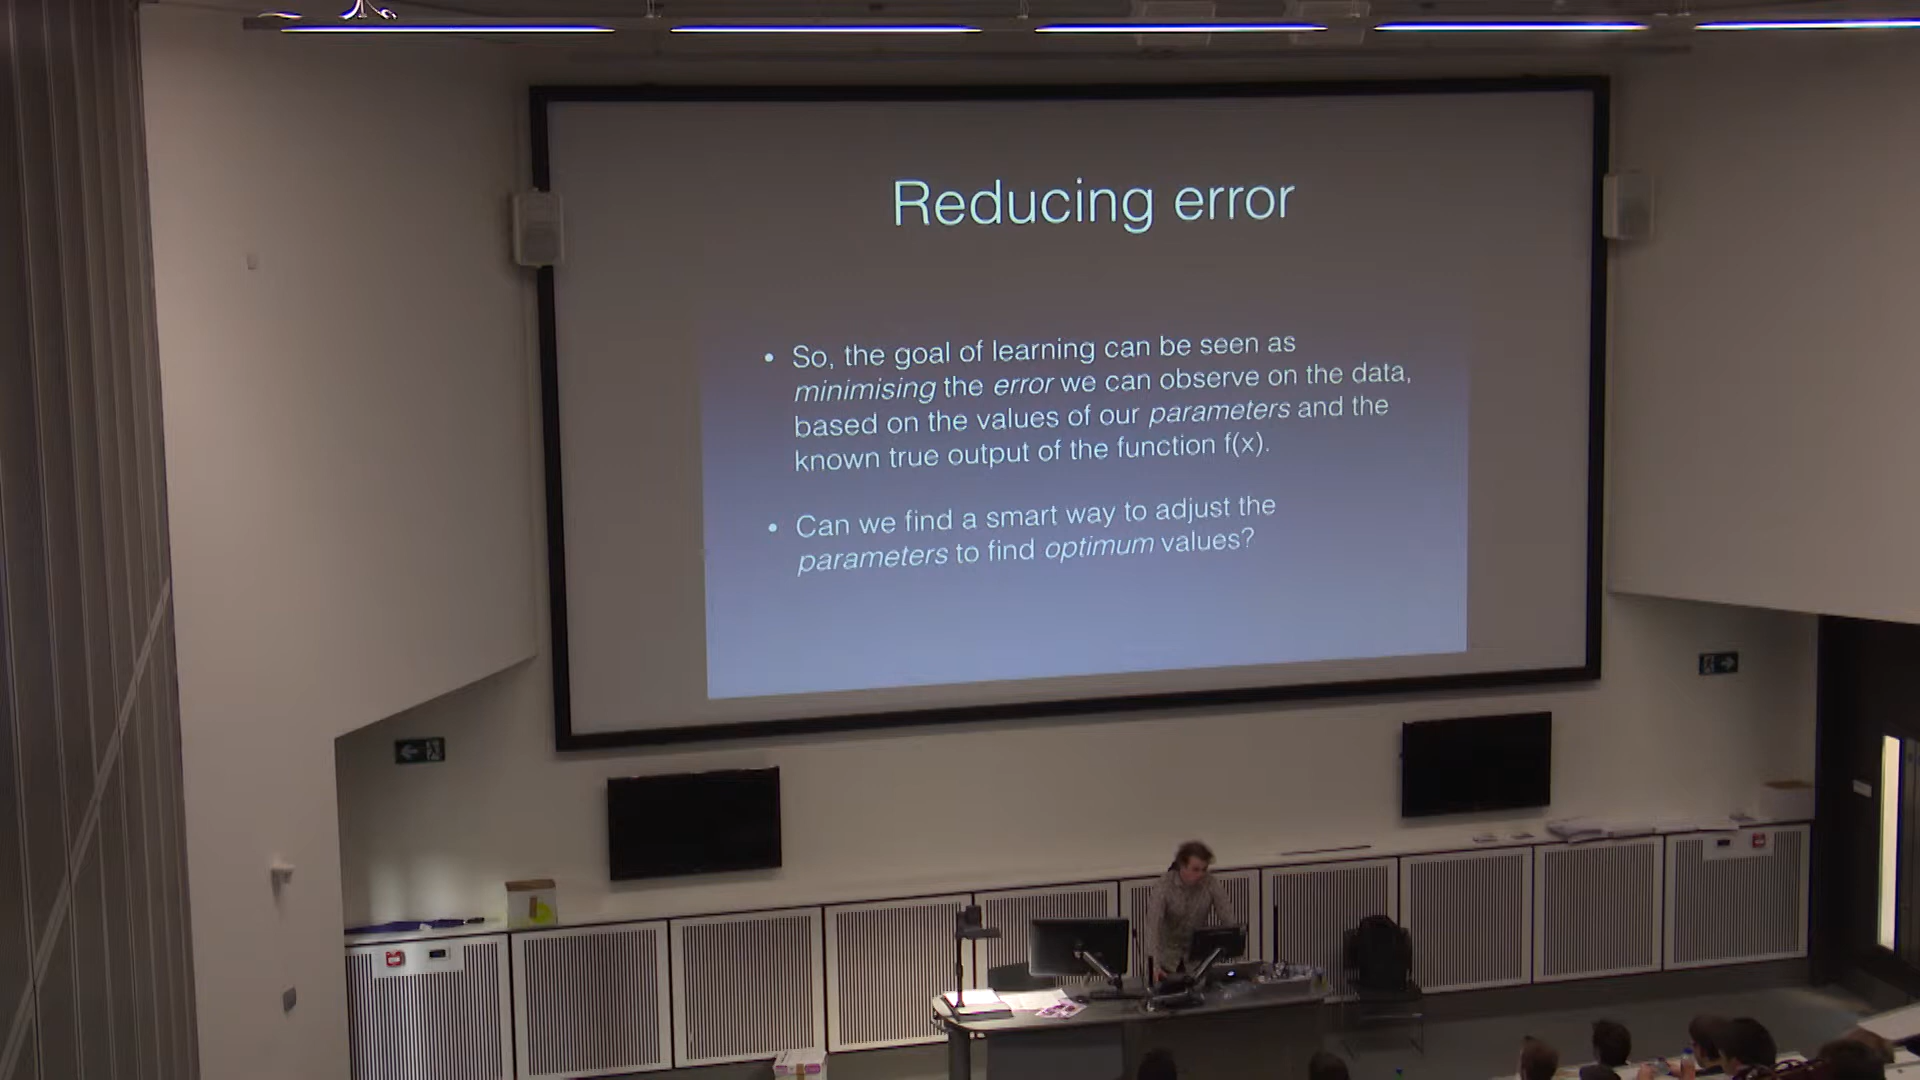 Reducing error
• So, the goal of learning can be seen as
minimising the error we can observe on the data,
based on the values of our parameters and the
known true output of the function f(x).
• Can we find a smart way to adjust the
parameters to find optimum values?